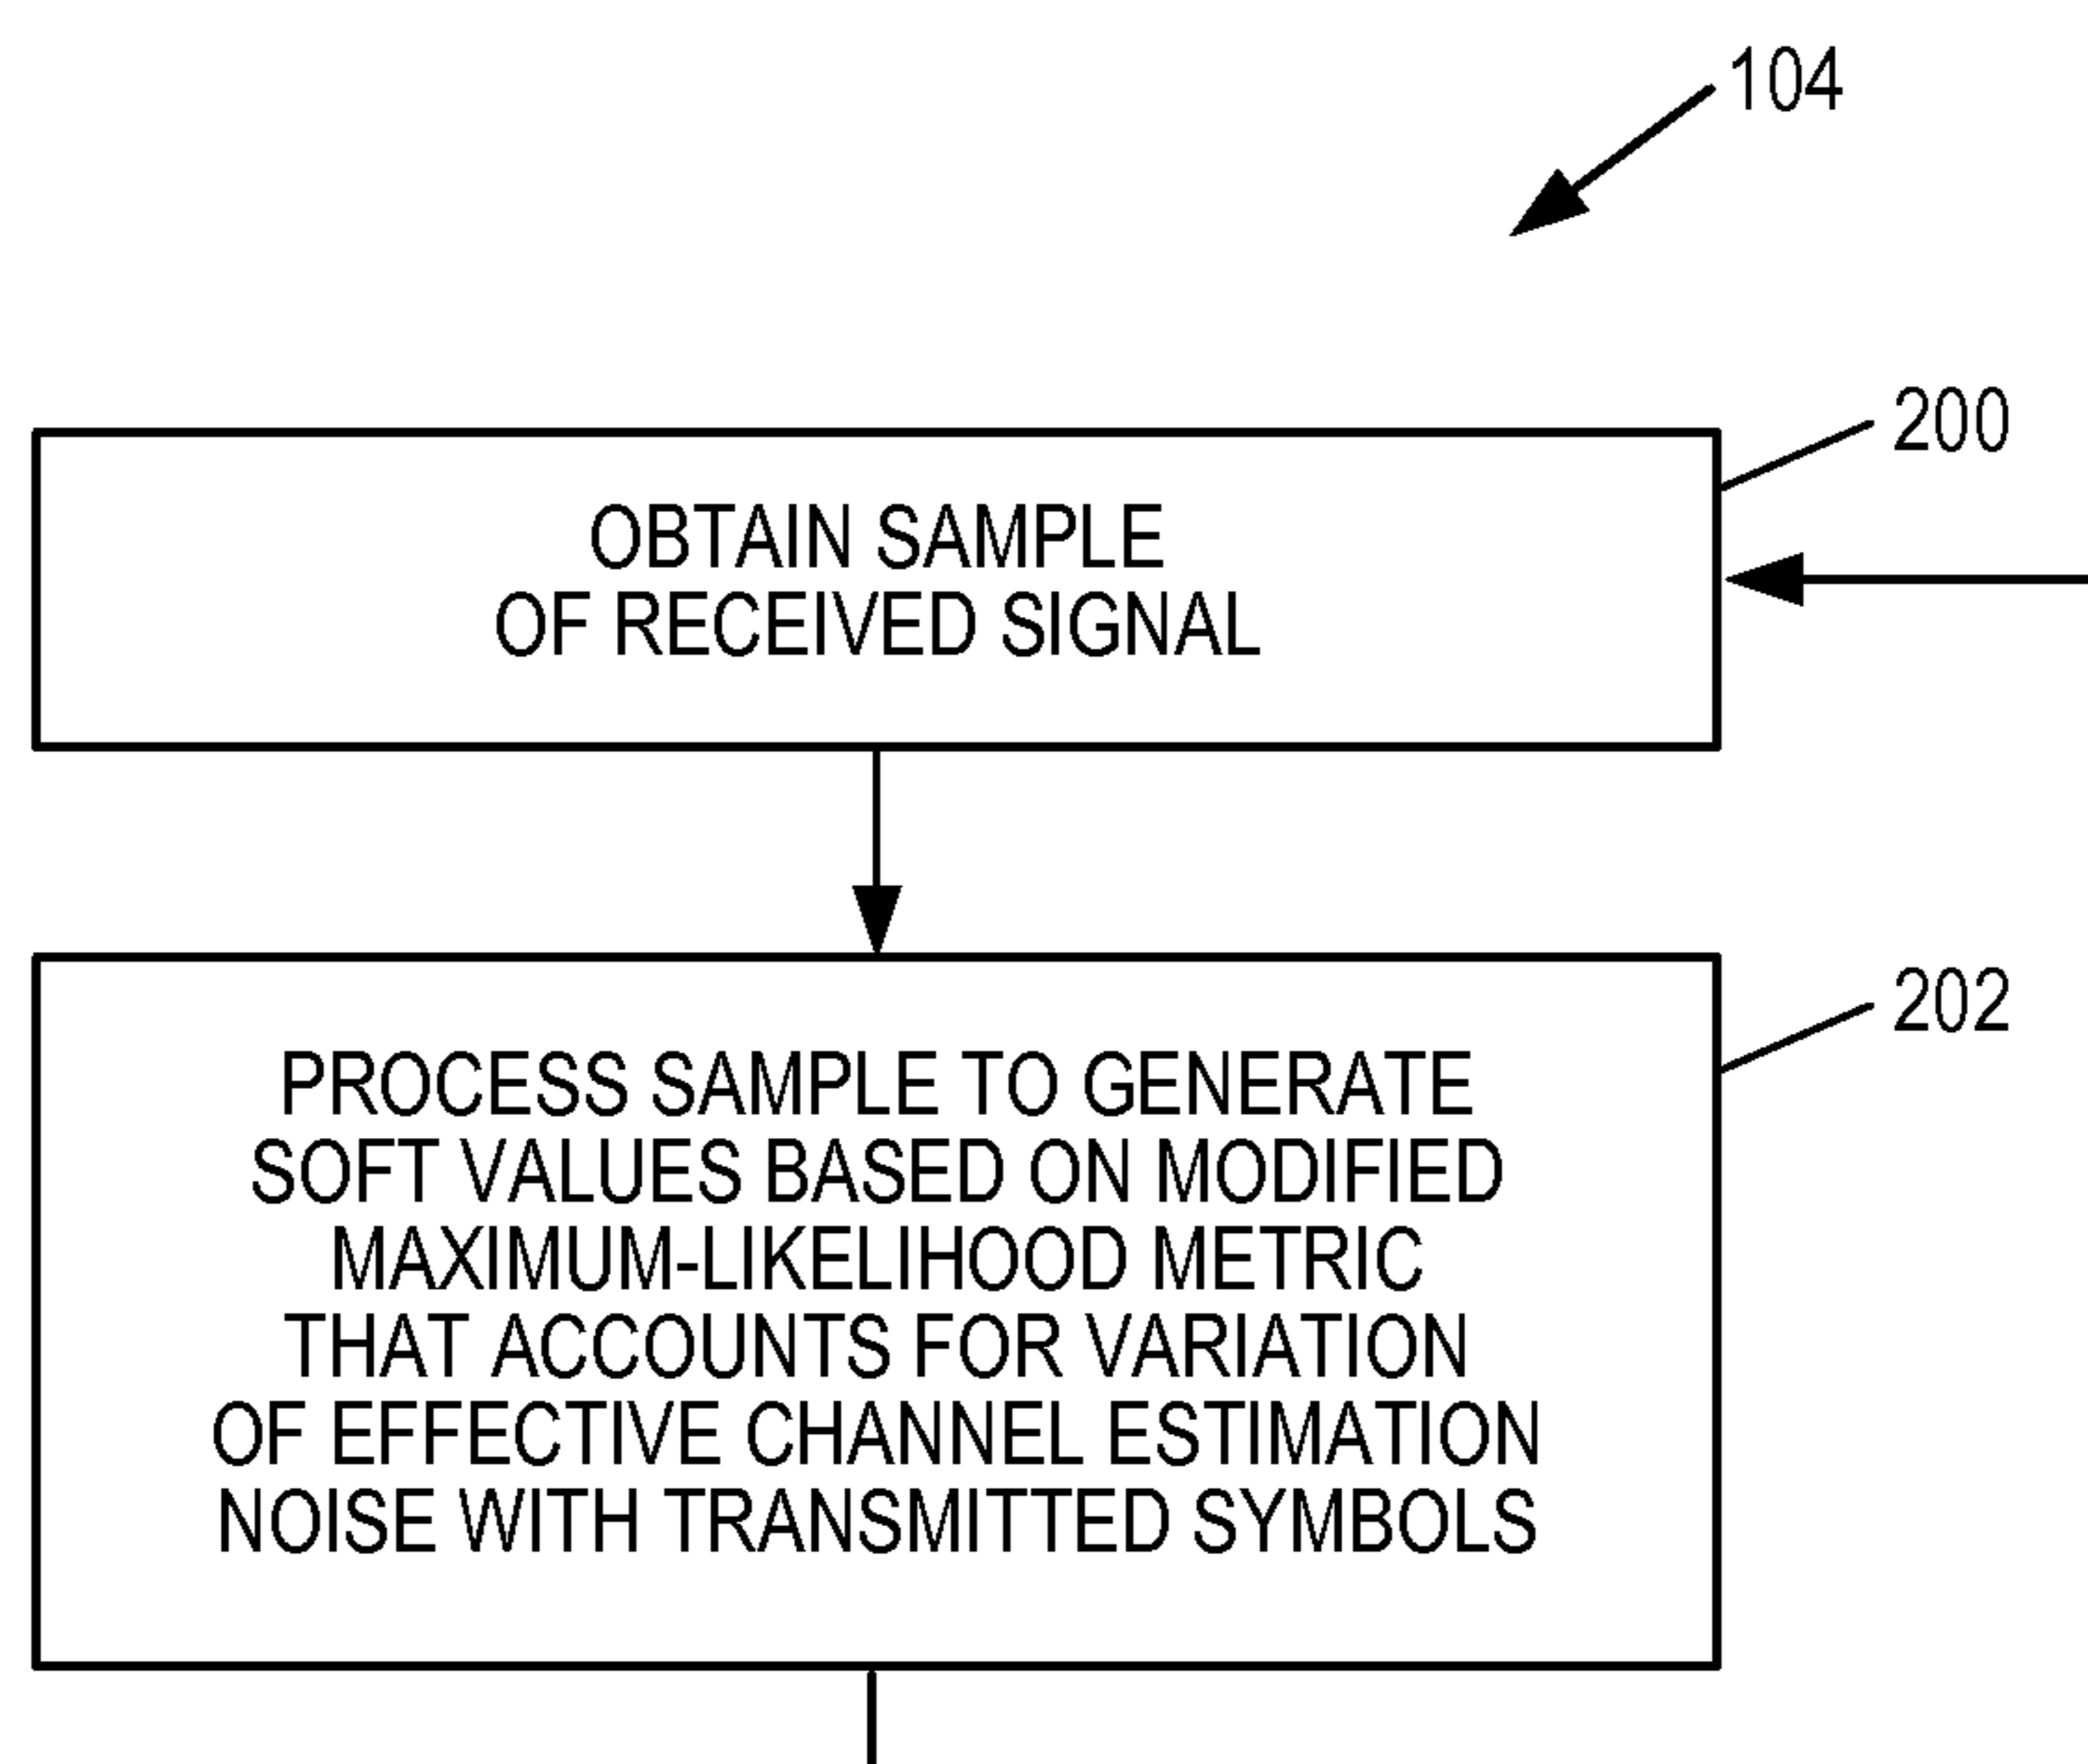 104
200
OBTAIN SAMPLE
OF RECEIVED SIGNAL
202
PROCESS SAMPLE TO GENERATE
SOFT VALUES BASED ON MODIFIED
MAXIMUM-LIKELIHOOD METRIC
THAT ACCOUNTS FOR VARIATION
OF EFFECTIVE CHANNEL ESTIMATION
NOISE WITH TRANSMITTED SYMBOLS